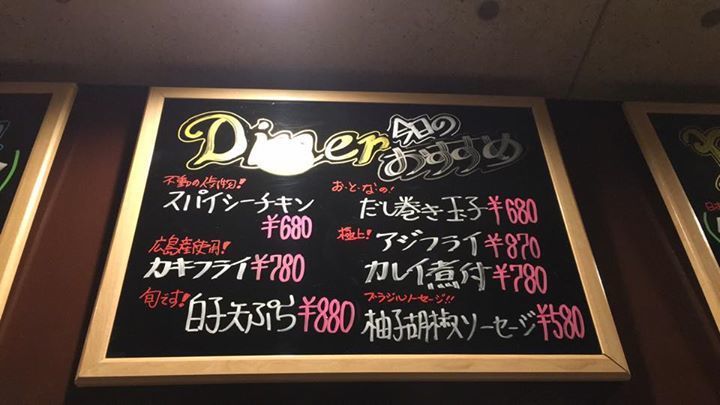 Dinner 今日の
おすすめ
不動の人気No1!
スパイシーチキン
¥680
広島産使用!
カキフライ ¥780
旬です!
白子天ぷら ¥880
お・と・な・の!
だし巻き玉子 ¥680
極上!
アジフライ ¥870
カレイ煮付 ¥780
ブラジルソーセージ!!
柚子胡椒ソーセージ ¥580